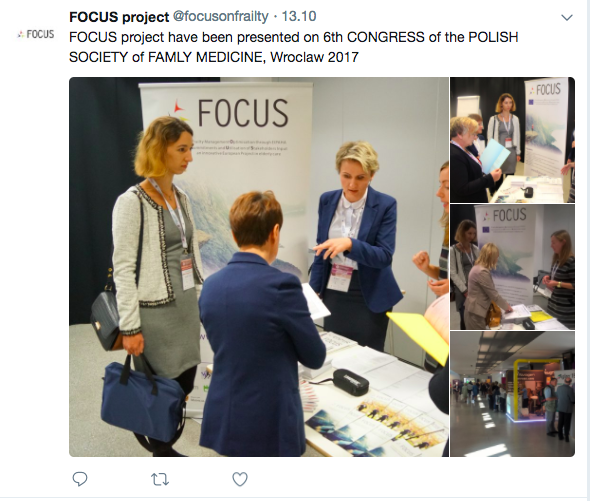 FOCUS project @focusonfrailty · 13.10
FOCUS
FOCUS project have been presented on 6th CONGRESS of the POLISH
SOCIETY of FAMLY MEDICINE, Wroclaw 2017
FOCUS
FOCUS
FOCUS